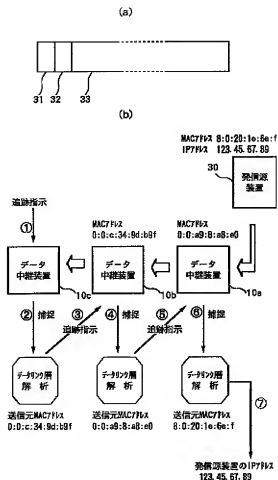 (a)
31 32 33
(b)
MACアドレス 8:0:20:1e:6e:f
IPアドレス 123.45.67.89
30
発信源
装置
追跡指示
①
MACアドレス
0:0:c:34:9d:b9f
MACアドレス
0:0:a9:8:a8:e0
データ
中継装置
データ
中継装置
データ
中継装置
10c 10b 10a
② 捕捉 ③ 追跡指示 ④ 捕捉 ⑤ 追跡指示 ⑥ 捕捉
⑦
データリンク層
解析
データリンク層
解析
データリンク層
解析
送信元MACアドレス
0:0:c:34:9d:b9f
送信元MACアドレス
0:0:a9:8:a8:e0
送信元MACアドレス
8:0:20:1e:6e:f
発信源装置のIPアドレス
123.45.67.89